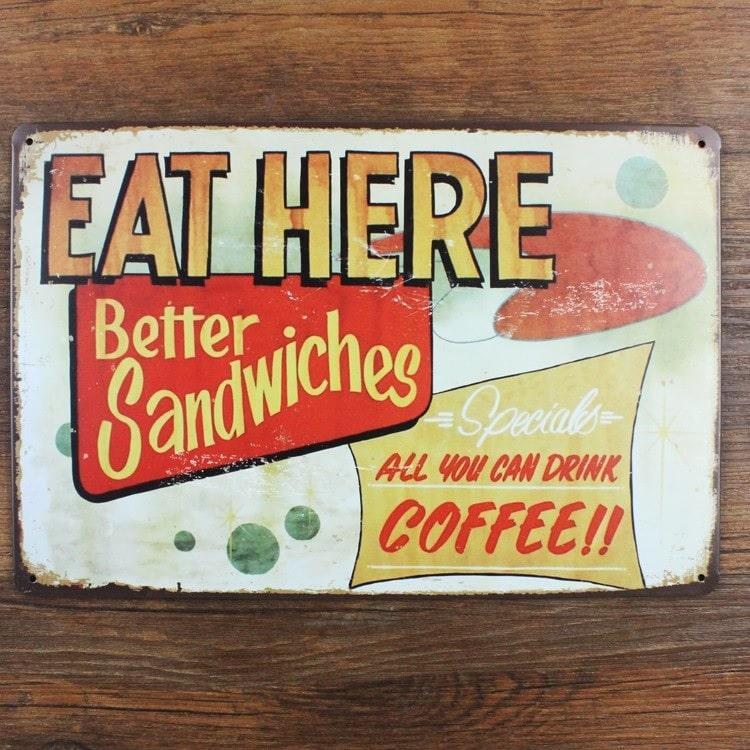 EAT HERE
Better
Sandwiches
Specials
ALL YOU CAN DRINK
COFFEE!!